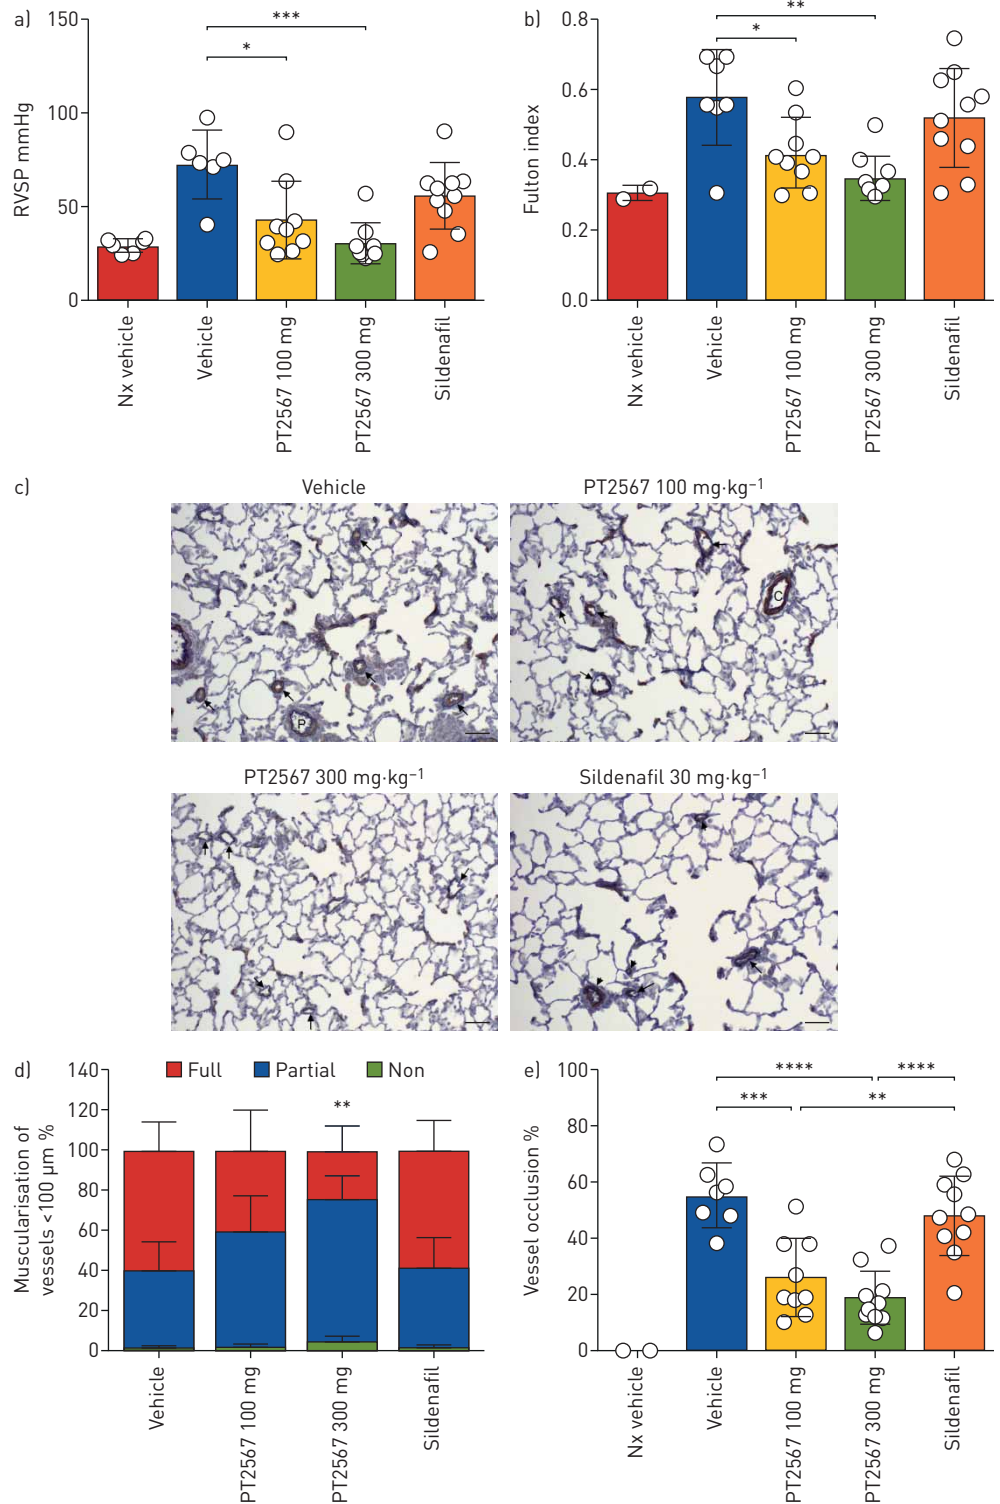 a)
RVSP mmHg
150
100
50
0
***
*
Nx vehicle
Vehicle
PT2567 100 mg
PT2567 300 mg
Sildenafil
b)
Fulton index
0.8
0.6
0.4
0.2
0.0
**
*
Nx vehicle
Vehicle
PT2567 100 mg
PT2567 300 mg
Sildenafil
c)
Vehicle
PT2567 100 mg·kg⁻¹
P
C
PT2567 300 mg·kg⁻¹
Sildenafil 30 mg·kg⁻¹
d)
Muscularisation of
vessels <100 µm %
140
120
100
80
60
40
20
0
Full
Partial
Non
**
Vehicle
PT2567 100 mg
PT2567 300 mg
Sildenafil
e)
Vessel occlusion %
100
80
60
40
20
0
****
****
***
**
Nx vehicle
Vehicle
PT2567 100 mg
PT2567 300 mg
Sildenafil